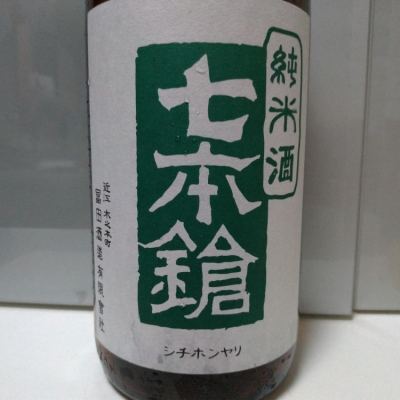 純米酒
七本鎗
近江 木之本町
冨田酒造有限會社
シチホンヤリ